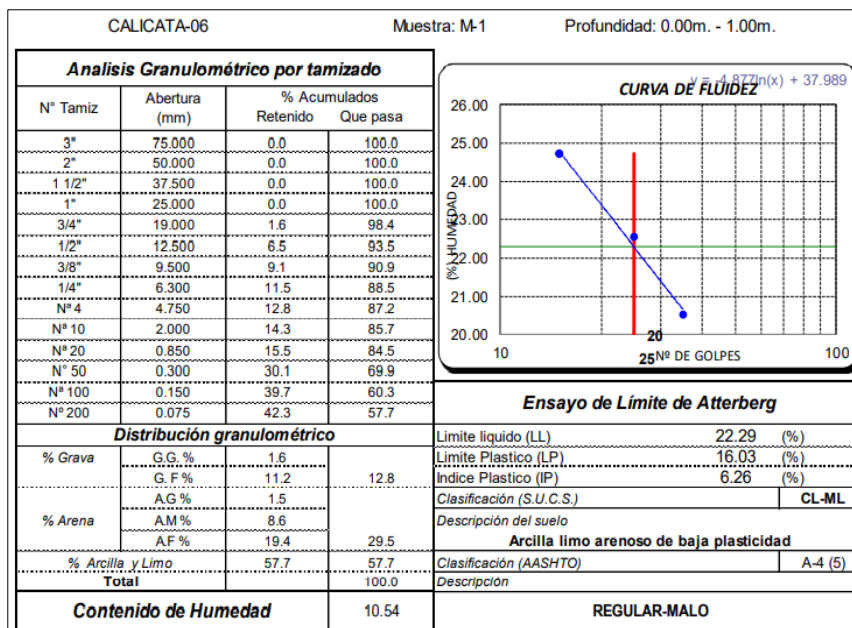 CALICATA-06 Muestra: M-1 Profundidad: 0.00m. - 1.00m.
Analisis Granulométrico por tamizado
N° Tamiz Abertura (mm) % Acumulados
Retenido Que pasa
3" 75.000 0.0 100.0
2" 50.000 0.0 100.0
1 1/2" 37.500 0.0 100.0
1" 25.000 0.0 100.0
3/4" 19.000 1.6 98.4
1/2" 12.500 6.5 93.5
3/8" 9.500 9.1 90.9
1/4" 6.300 11.5 88.5
Nª 4 4.750 12.8 87.2
Nª 10 2.000 14.3 85.7
Nª 20 0.850 15.5 84.5
N° 50 0.300 30.1 69.9
Nª 100 0.150 39.7 60.3
Nº 200 0.075 42.3 57.7
Distribución granulométrico
% Grava G.G. % 1.6
G. F % 11.2 12.8
A.G % 1.5
% Arena A.M % 8.6
A.F % 19.4 29.5
% Arcilla y Limo 57.7 57.7
Total 100.0
Contenido de Humedad 10.54
y = -4.877ln(x) + 37.989
CURVA DE FLUIDEZ
26.00
25.00
24.00
23.00
22.00
21.00
20.00
(%) HUMEDAD
20
10 25 Nº DE GOLPES 100
Ensayo de Límite de Atterberg
Limite liquido (LL) 22.29 (%)
Limite Plastico (LP) 16.03 (%)
Indice Plastico (IP) 6.26 (%)
Clasificación (S.U.C.S.) CL-ML
Descripción del suelo
Arcilla limo arenoso de baja plasticidad
Clasificación (AASHTO) A-4 (5)
Descripción
REGULAR-MALO